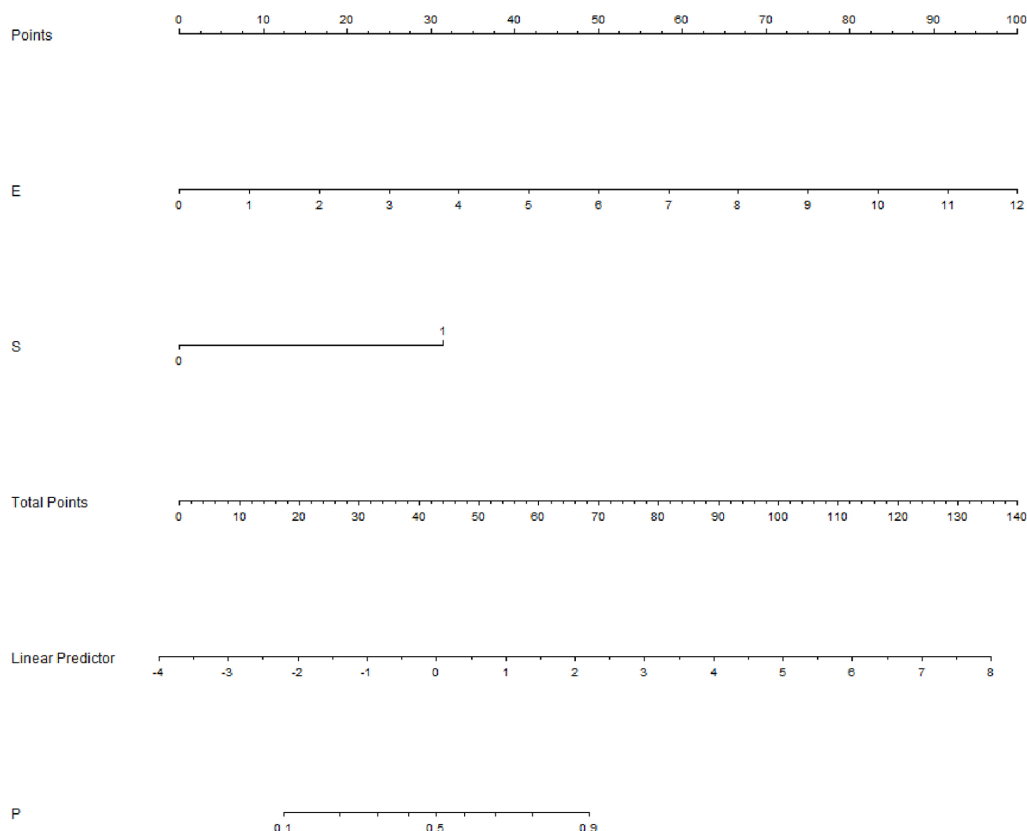 0 10 20 30 40 50 60 70 80 90 100
Points
E
0 1 2 3 4 5 6 7 8 9 10 11 12
1
S
0
Total Points
0 10 20 30 40 50 60 70 80 90 100 110 120 130 140
Linear Predictor
-4 -3 -2 -1 0 1 2 3 4 5 6 7 8
P
0.1 0.5 0.9